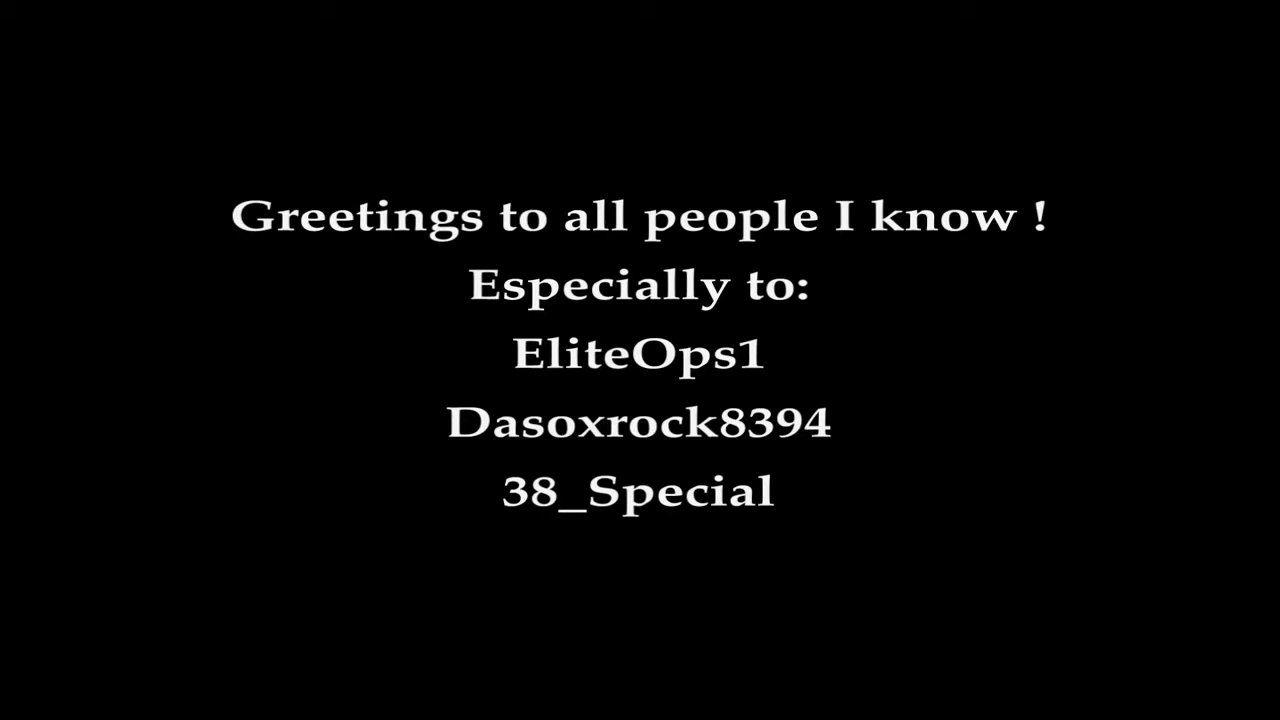 Greetings to all people I know !
Especially to:
EliteOps1
Dasoxrock8394
38_Special